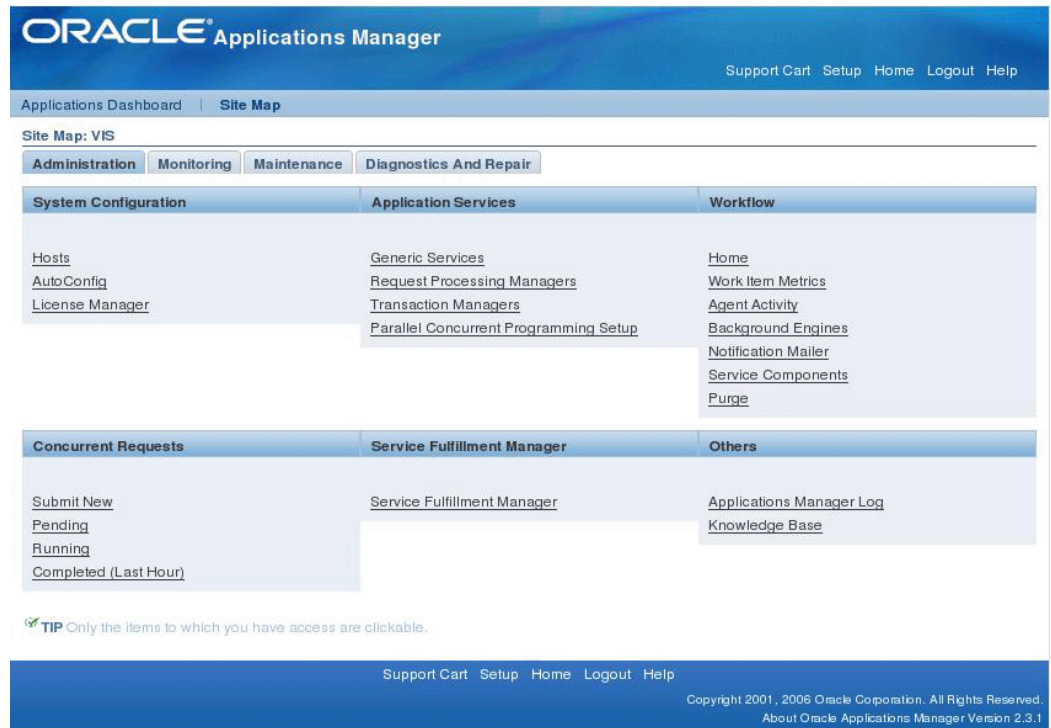 ORACLE Applications Manager
Support Cart Setup Home Logout Help
Applications Dashboard | Site Map
Site Map: VIS
Administration Monitoring Maintenance Diagnostics And Repair
System Configuration Application Services Workflow
Hosts Generic Services Home
AutoConfig Request Processing Managers Work Item Metrics
License Manager Transaction Managers Agent Activity
Parallel Concurrent Programming Setup Background Engines
Notification Mailer
Service Components
Purge
Concurrent Requests Service Fulfillment Manager Others
Submit New Service Fulfillment Manager Applications Manager Log
Pending Knowledge Base
Running
Completed (Last Hour)
TIP Only the items to which you have access are clickable.
Support Cart Setup Home Logout Help
Copyright 2001, 2006 Oracle Corporation. All Rights Reserved.
About Oracle Applications Manager Version 2.3.1